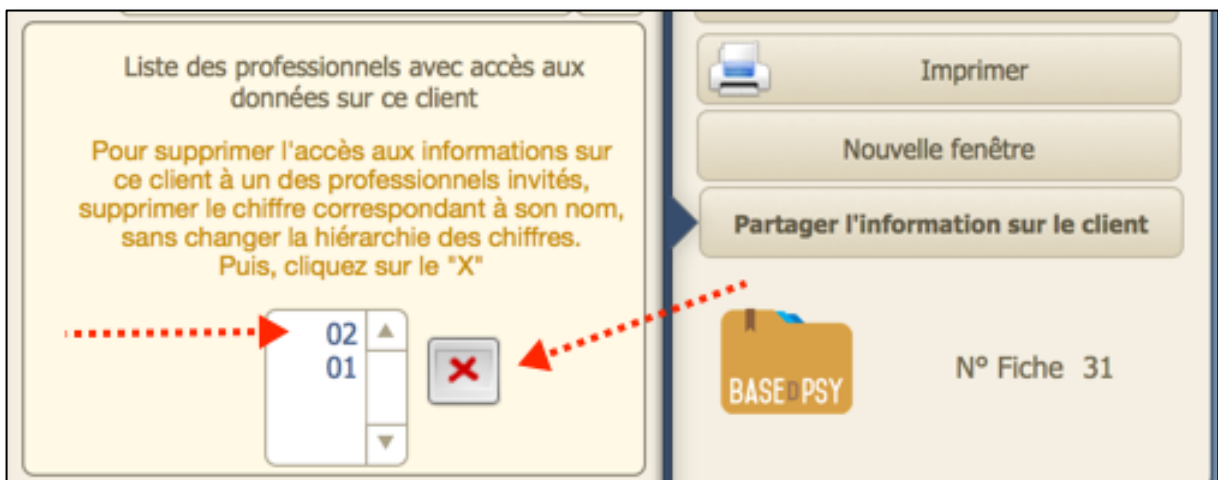 Liste des professionnels avec accès aux
données sur ce client
Pour supprimer l'accès aux informations sur
ce client à un des professionnels invités,
supprimer le chiffre correspondant à son nom,
sans changer la hiérarchie des chiffres.
Puis, cliquez sur le "X"
02
01
Imprimer
Nouvelle fenêtre
Partager l'information sur le client
BASEDPSY
Nº Fiche 31